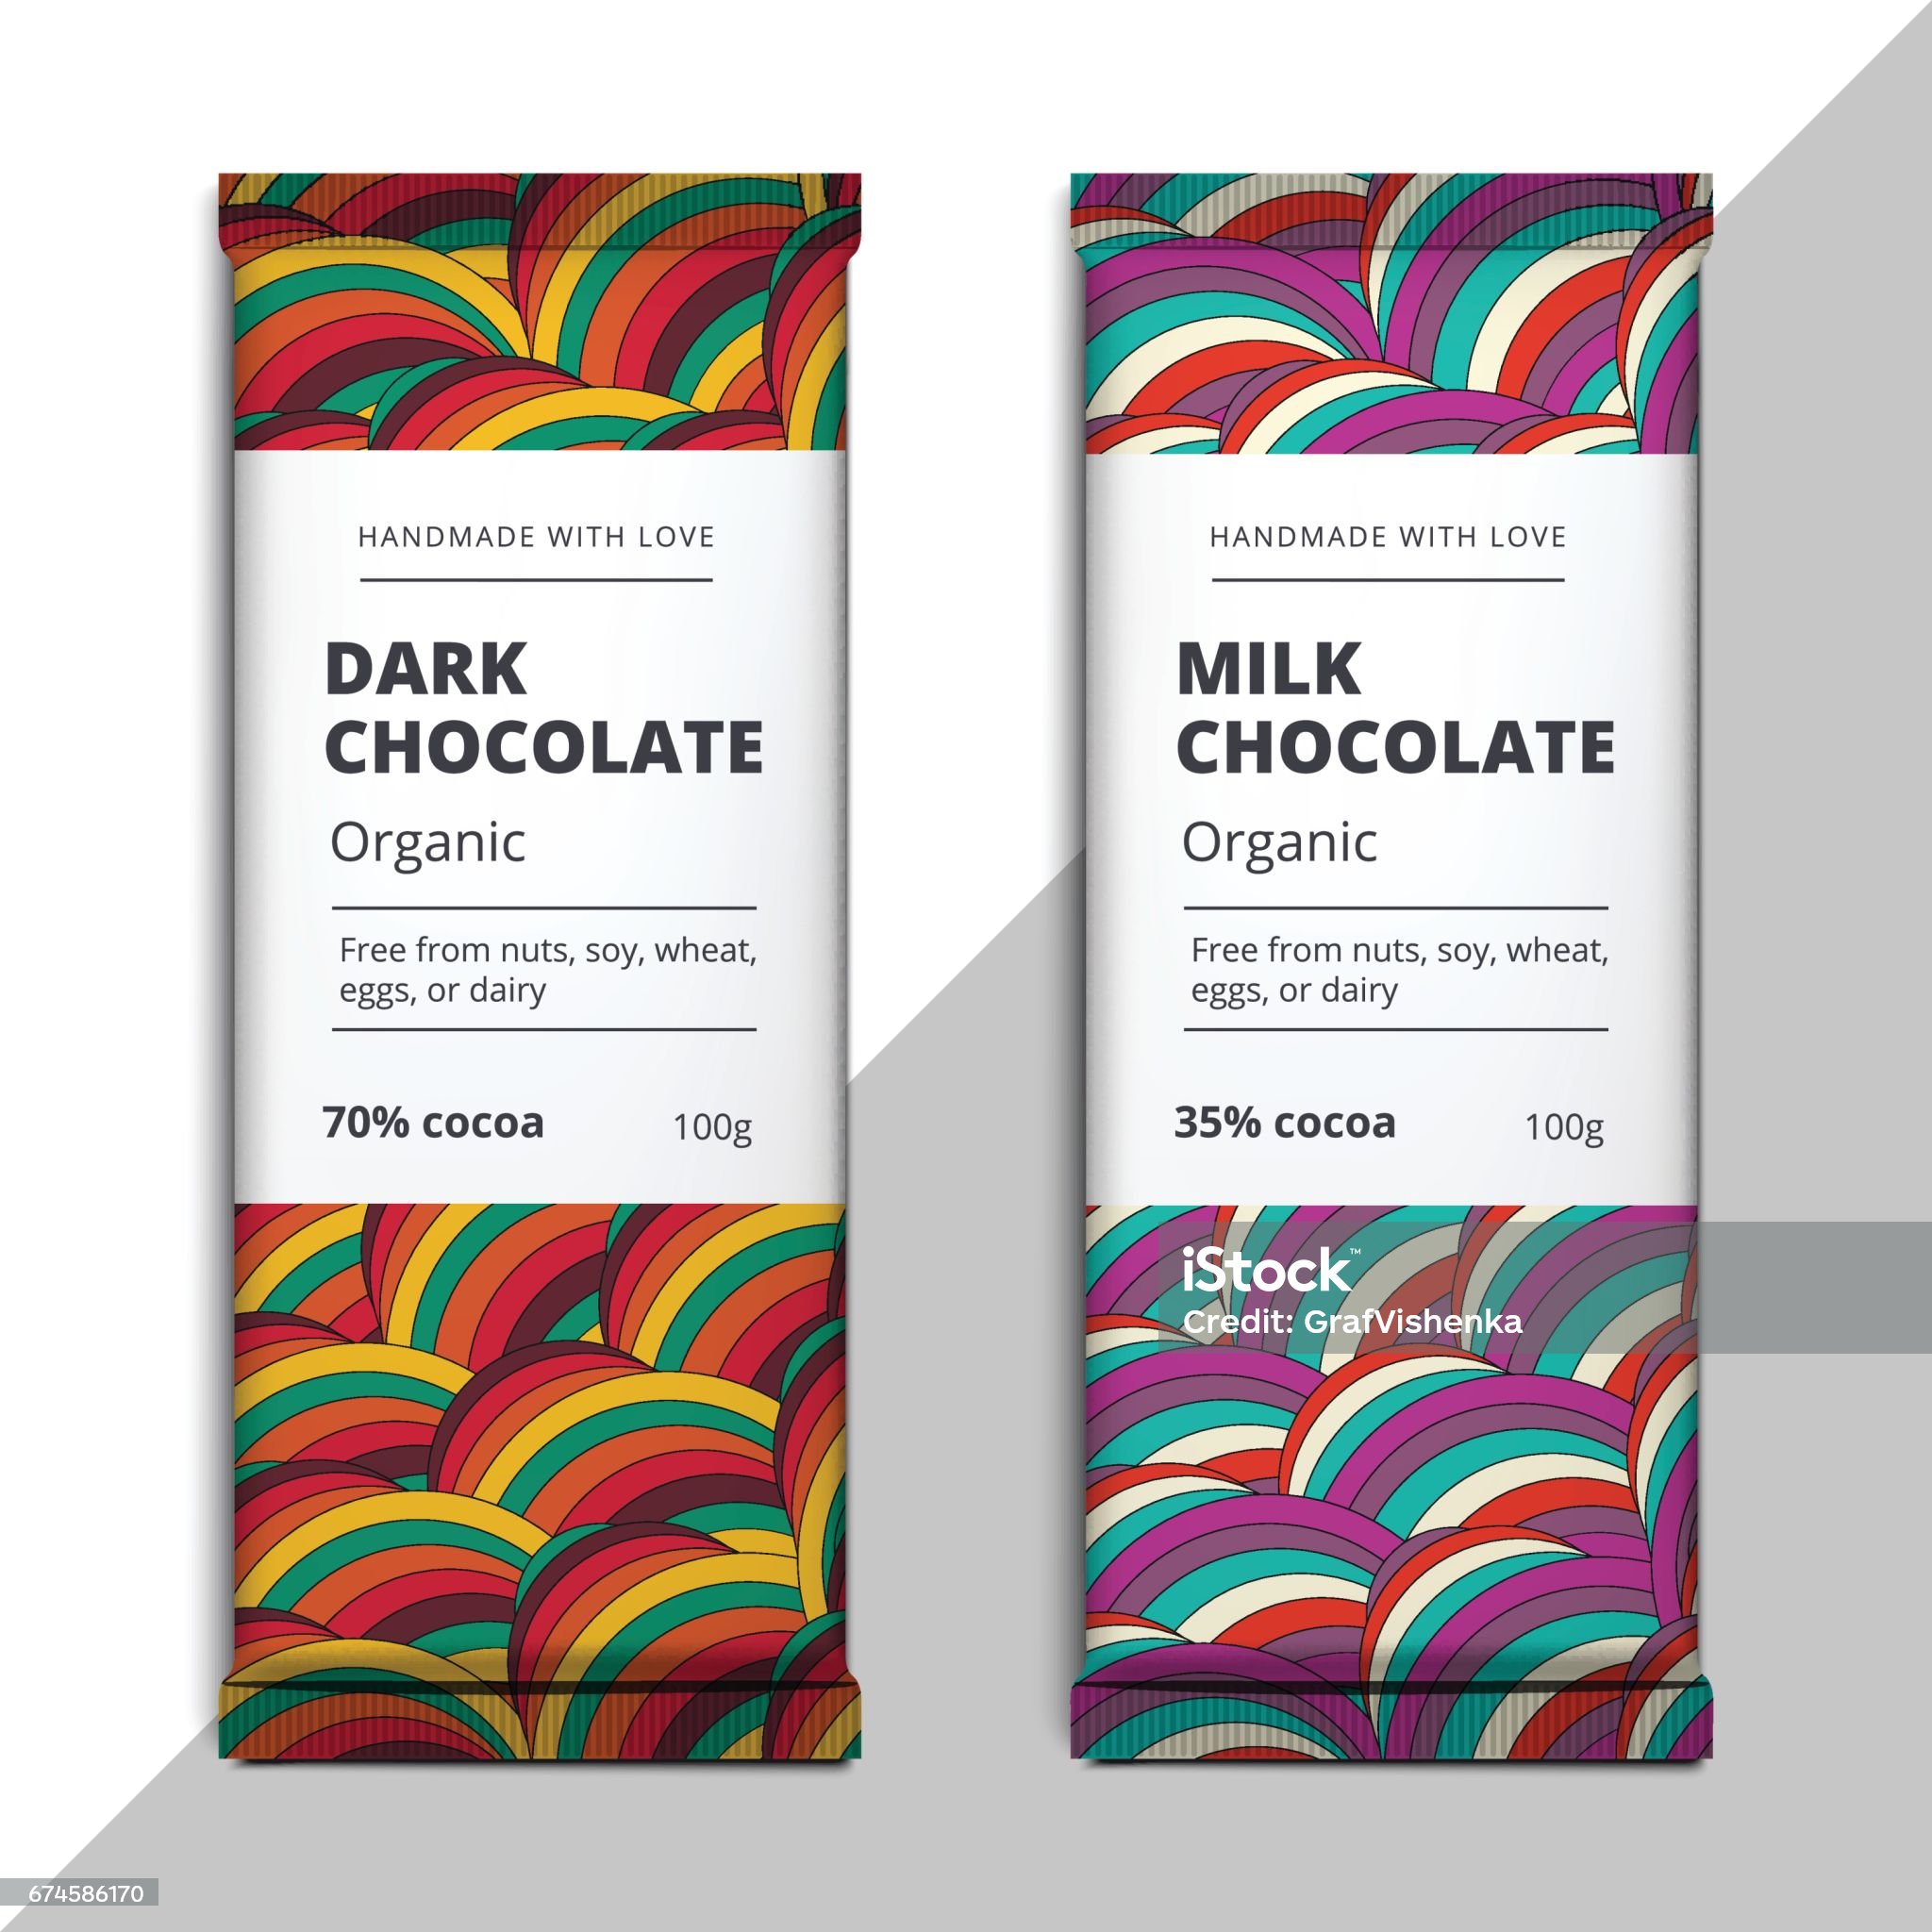 HANDMADE WITH LOVE
DARK
CHOCOLATE
Organic
Free from nuts, soy, wheat,
eggs, or dairy
70% cocoa 100g
HANDMADE WITH LOVE
MILK
CHOCOLATE
Organic
Free from nuts, soy, wheat,
eggs, or dairy
35% cocoa 100g
iStock™
Credit: GrafVishenka
674586170